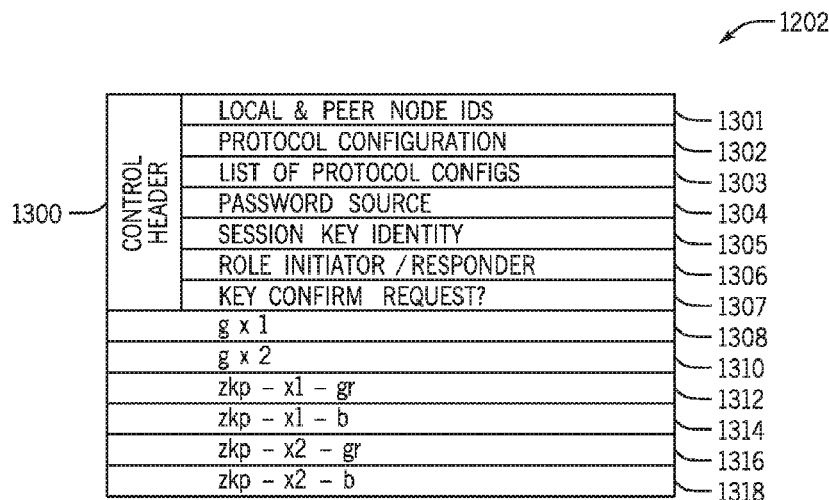 1202
LOCAL & PEER NODE IDS 1301
PROTOCOL CONFIGURATION 1302
LIST OF PROTOCOL CONFIGS 1303
PASSWORD SOURCE 1304
1300 CONTROL HEADER
SESSION KEY IDENTITY 1305
ROLE INITIATOR / RESPONDER 1306
KEY CONFIRM REQUEST? 1307
g x 1 1308
g x 2 1310
zkp – x1 – gr 1312
zkp – x1 – b 1314
zkp – x2 – gr 1316
zkp – x2 – b 1318